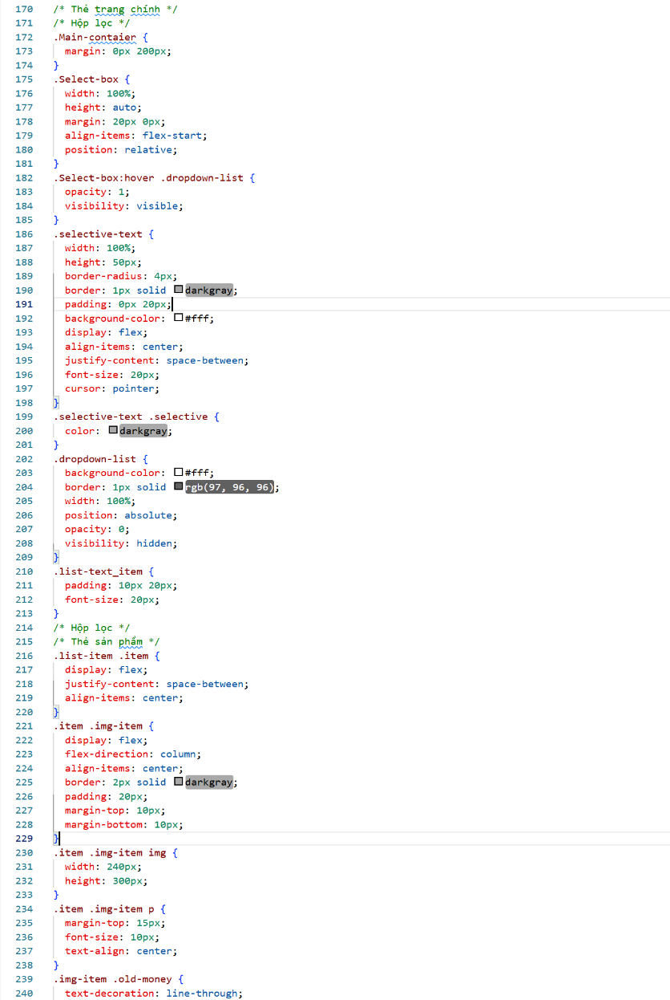 170 /* Thẻ trang chính */
171 /* Hộp lọc */
172 .Main-contaier {
173 margin: 0px 200px;
174 }
175 .Select-box {
176 width: 100%;
177 height: auto;
178 margin: 20px 0px;
179 align-items: flex-start;
180 position: relative;
181 }
182 .Select-box:hover .dropdown-list {
183 opacity: 1;
184 visibility: visible;
185 }
186 .selective-text {
187 width: 100%;
188 height: 50px;
189 border-radius: 4px;
190 border: 1px solid darkgray;
191 padding: 0px 20px;
192 background-color: #fff;
193 display: flex;
194 align-items: center;
195 justify-content: space-between;
196 font-size: 20px;
197 cursor: pointer;
198 }
199 .selective-text .selective {
200 color: darkgray;
201 }
202 .dropdown-list {
203 background-color: #fff;
204 border: 1px solid rgb(97, 96, 96);
205 width: 100%;
206 position: absolute;
207 opacity: 0;
208 visibility: hidden;
209 }
210 .list-text_item {
211 padding: 10px 20px;
212 font-size: 20px;
213 }
214 /* Hộp lọc */
215 /* Thẻ sản phẩm */
216 .list-item .item {
217 display: flex;
218 justify-content: space-between;
219 align-items: center;
220 }
221 .item .img-item {
222 display: flex;
223 flex-direction: column;
224 align-items: center;
225 border: 2px solid darkgray;
226 padding: 20px;
227 margin-top: 10px;
228 margin-bottom: 10px;
229 }
230 .item .img-item img {
231 width: 240px;
232 height: 300px;
233 }
234 .item .img-item p {
235 margin-top: 15px;
236 font-size: 10px;
237 text-align: center;
238 }
239 .img-item .old-money {
240 text-decoration: line-through;